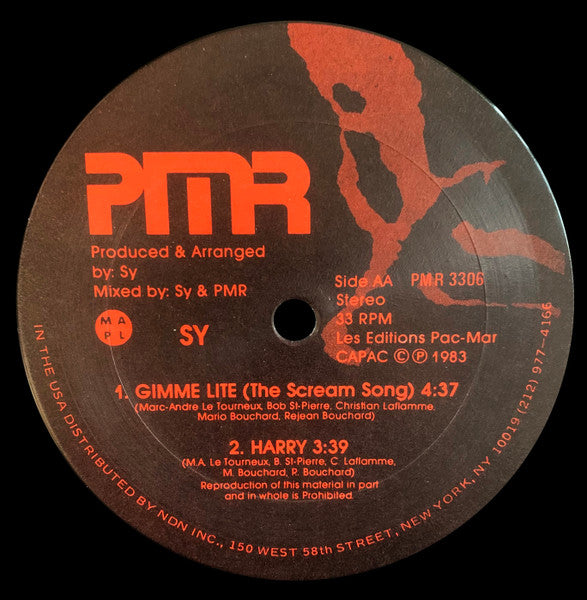 PMR
Produced & Arranged
by: Sy
Mixed by: Sy & PMR
Side AA PMR 3306
Stereo
33 RPM
Les Editions Pac-Mar
CAPAC © ℗ 1983
M A
P L
SY
1. GIMME LITE (The Scream Song) 4:37
(Marc-Andre Le Tourneux, Bob St-Pierre, Christian Laflamme,
Mario Bouchard, Rejean Bouchard)
2. HARRY 3:39
(M.A. Le Tourneux, B. St-Pierre, C. Laflamme,
M. Bouchard, R. Bouchard)
Reproduction of this material in part
and in whole is Prohibited.
IN THE USA DISTRIBUTED BY NDN INC., 150 WEST 58th STREET, NEW YORK, NY 10019 (212) 977-4166